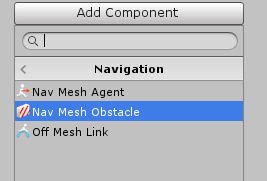 Add Component
Navigation
Nav Mesh Agent
Nav Mesh Obstacle
Off Mesh Link